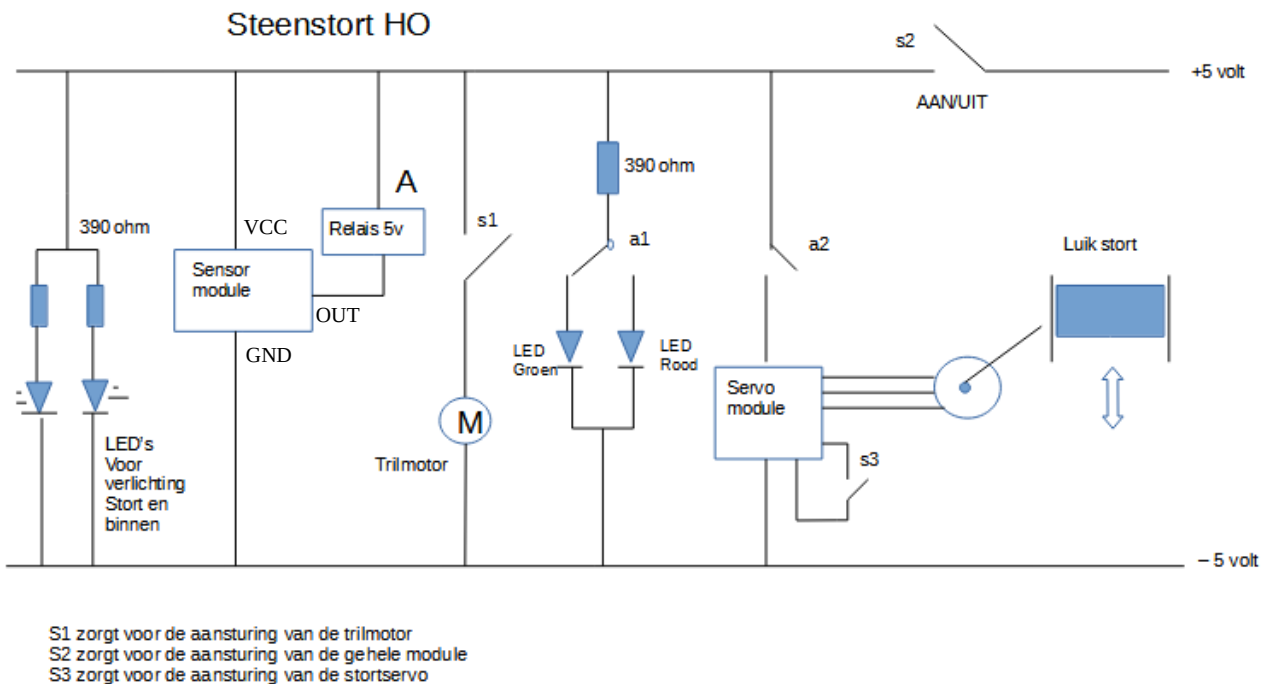 Steenstort HO
s2
+5 volt
AAN/UIT
A
390 ohm
s1
390 ohm
VCC
Relais 5v
a1
a2
Luik stort
Sensor
module
OUT
GND
LED
Groen
LED
Rood
Servo
module
M
Trilmotor
s3
LED's
Voor
verlichting
Stort en
binnen
– 5 volt
S1 zorgt voor de aansturing van de trilmotor
S2 zorgt voor de aansturing van de gehele module
S3 zorgt voor de aansturing van de stortservo